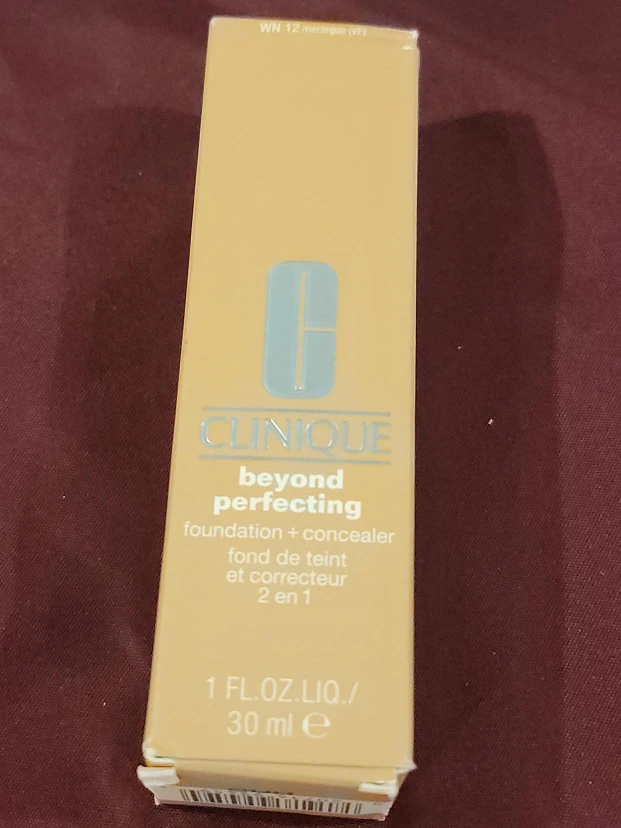 WN 12 meringue (VF)
CLINIQUE
beyond
perfecting
foundation + concealer
fond de teint
et correcteur
2 en 1
1 FL.OZ.LIQ./
30 ml e